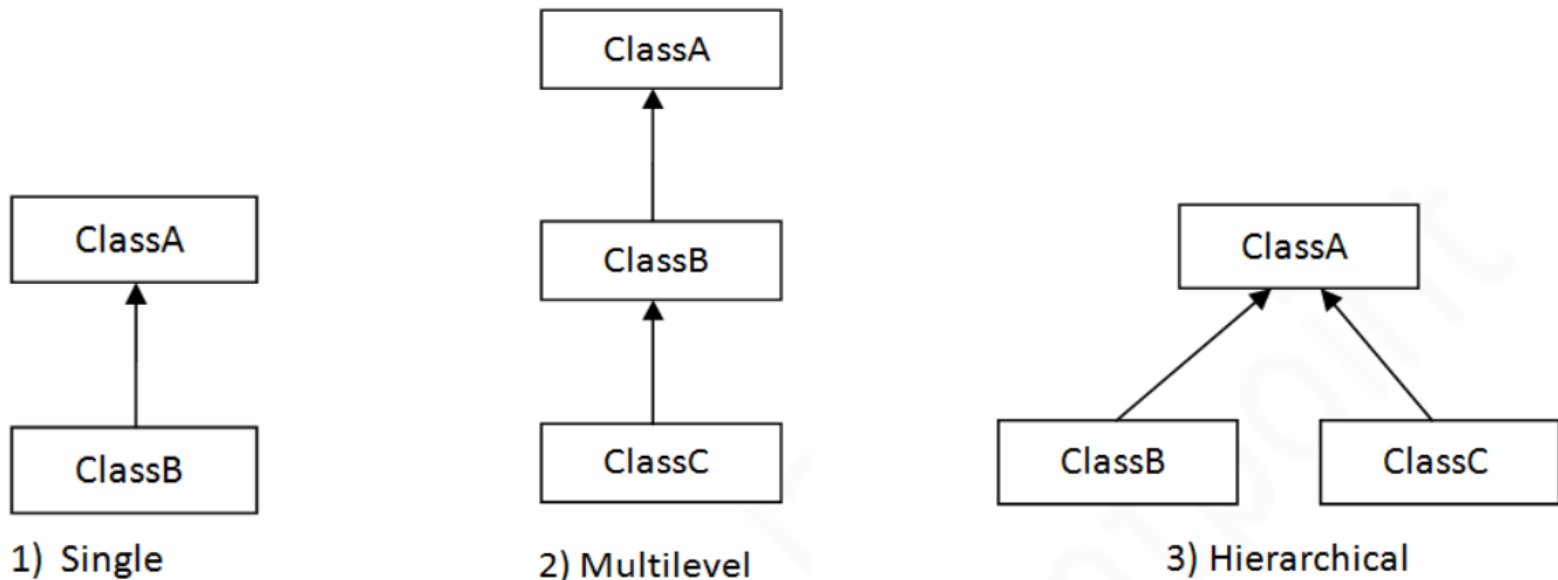 ClassA
ClassB
1) Single
ClassA
ClassB
ClassC
2) Multilevel
ClassA
ClassB ClassC
3) Hierarchical